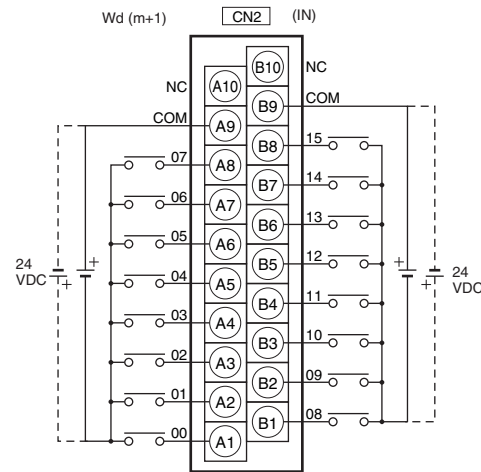 Wd (m+1) CN2 (IN)
B10 NC
NC A10
B9 COM
COM A9
B8 15
07 A8
B7 14
06 A7
B6 13
05 A6
B5 12
24 VDC + + 04 A5 + + 24 VDC
B4 11
03 A4
B3 10
02 A3
B2 09
01 A2
B1 08
00 A1